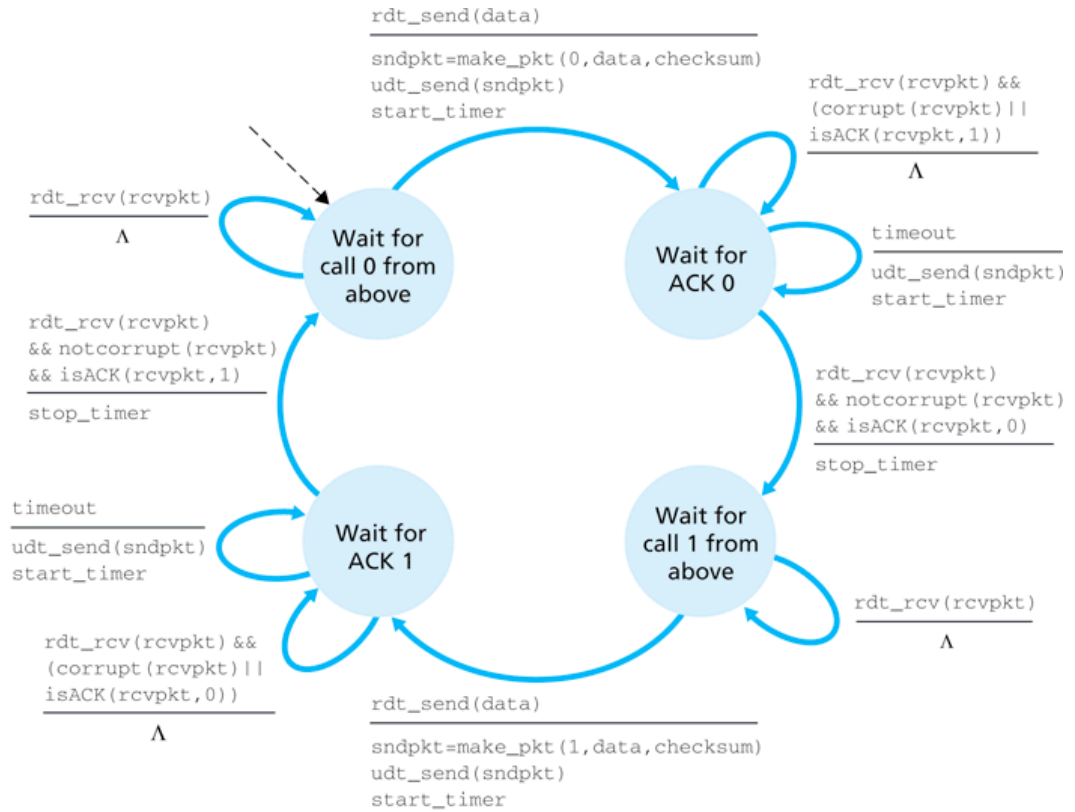 rdt_send(data)
sndpkt=make_pkt(0,data,checksum)
udt_send(sndpkt)
start_timer
rdt_rcv(rcvpkt) &&
(corrupt(rcvpkt)||
isACK(rcvpkt,1))
Λ
rdt_rcv(rcvpkt)
Λ
Wait for
call 0 from
above
Wait for
ACK 0
timeout
udt_send(sndpkt)
start_timer
rdt_rcv(rcvpkt)
&& notcorrupt(rcvpkt)
&& isACK(rcvpkt,1)
stop_timer
rdt_rcv(rcvpkt)
&& notcorrupt(rcvpkt)
&& isACK(rcvpkt,0)
stop_timer
timeout
udt_send(sndpkt)
start_timer
Wait for
ACK 1
Wait for
call 1 from
above
rdt_rcv(rcvpkt)
Λ
rdt_rcv(rcvpkt) &&
(corrupt(rcvpkt)||
isACK(rcvpkt,0))
Λ
rdt_send(data)
sndpkt=make_pkt(1,data,checksum)
udt_send(sndpkt)
start_timer